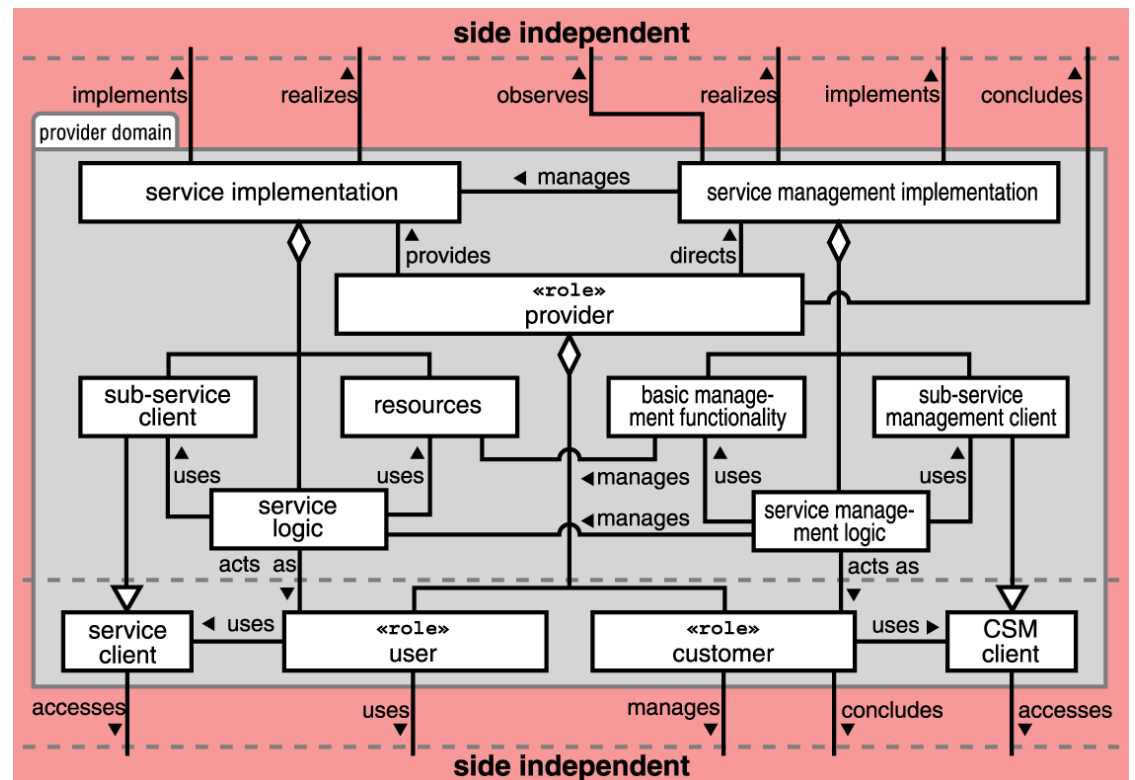 side independent
implements
realizes
observes
realizes
implements
concludes
provider domain
service implementation
manages
service management implementation
provides
directs
«role»
provider
sub-service
client
resources
basic manage-
ment functionality
sub-service
management client
uses
uses
manages
uses
uses
service
logic
manages
service manage-
ment logic
acts as
acts as
service
client
uses
«role»
user
«role»
customer
uses
CSM
client
accesses
uses
manages
concludes
accesses
side independent